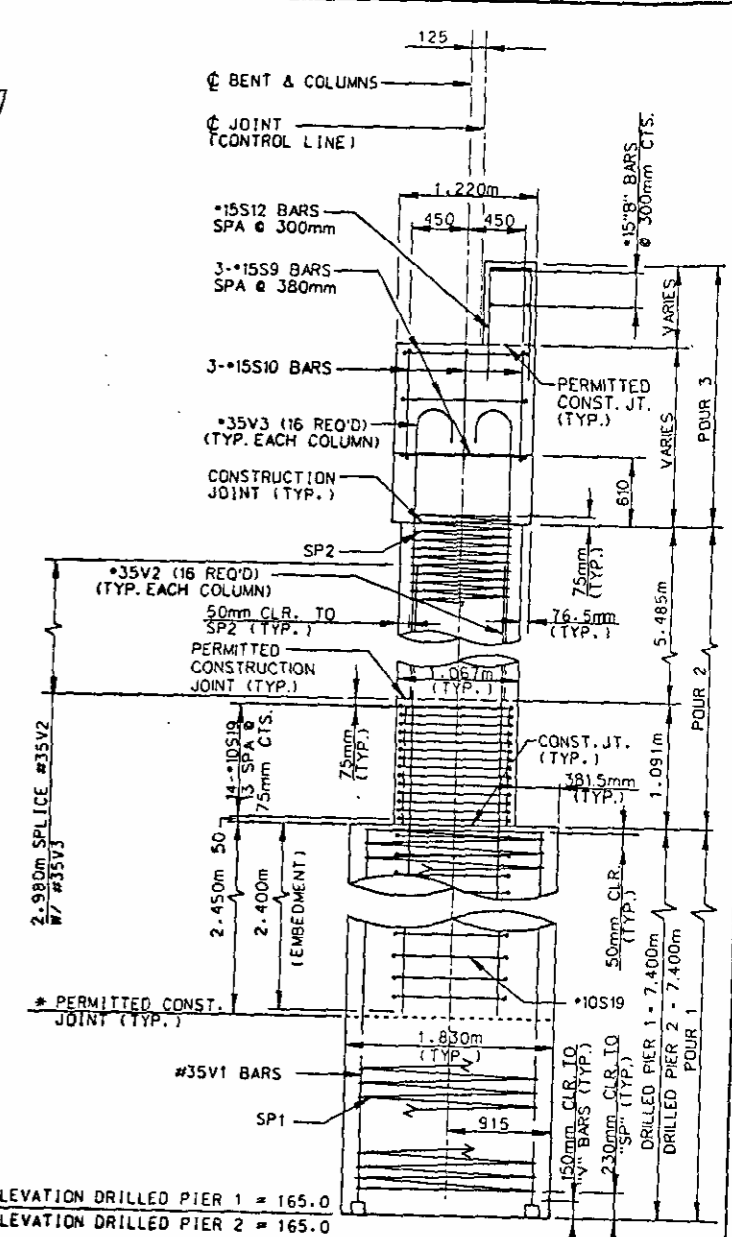 125
℄ BENT & COLUMNS
℄ JOINT
(CONTROL LINE)
1.220m
*15"B" BARS
@ 300mm CTS.
*15S12 BARS
SPA @ 300mm
450
450
3-*15S9 BARS
SPA @ 380mm
VARIES
3-*15S10 BARS
PERMITTED
CONST. JT.
(TYP.)
POUR 3
*35V3 (16 REQ'D)
(TYP. EACH COLUMN)
VARIES
CONSTRUCTION
JOINT (TYP.)
610
SP2
75mm
(TYP.)
*35V2 (16 REQ'D)
(TYP. EACH COLUMN)
50mm CLR. TO
SP2 (TYP.)
76.5mm
(TYP.)
5.485m
PERMITTED
CONSTRUCTION
JOINT (TYP.)
1.067m
(TYP.)
POUR 2
2.980m SPLICE #35V2
W/ #35V3
14-*10S19
13 SPA @
75mm CTS.
75mm
(TYP.)
CONST. JT.
(TYP.)
381.5mm
(TYP.)
1.091m
50
2.450m
2.400m
(EMBEDMENT)
50mm CLR.
(TYP.)
*10S19
* PERMITTED CONST.
JOINT (TYP.)
1.830m
(TYP.)
#35V1 BARS
SP1
915
150mm CLR TO
"V" BARS (TYP.)
230mm CLR TO
"SP" (TYP.)
DRILLED PIER 1 - 7.400m
DRILLED PIER 2 - 7.400m
POUR 1
LEVATION DRILLED PIER 1 = 165.0
LEVATION DRILLED PIER 2 = 165.0